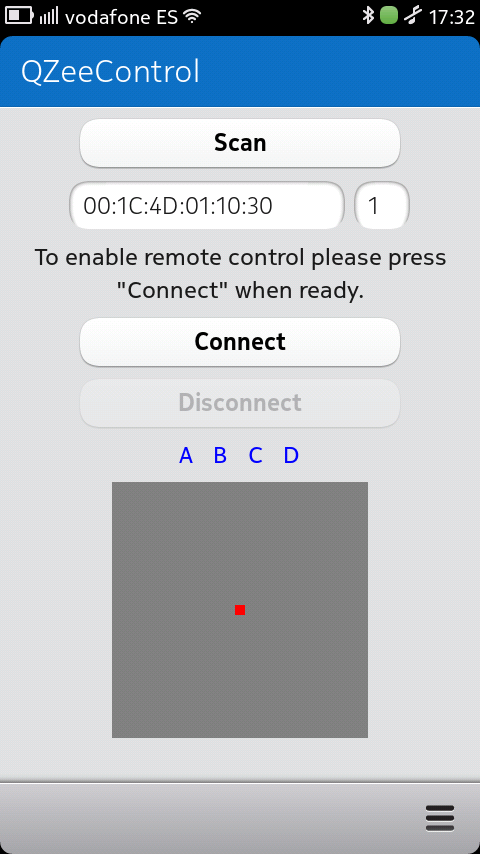 vodafone ES 17:32
QZeeControl
Scan
00:1C:4D:01:10:30 1
To enable remote control please press
"Connect" when ready.
Connect
Disconnect
A B C D